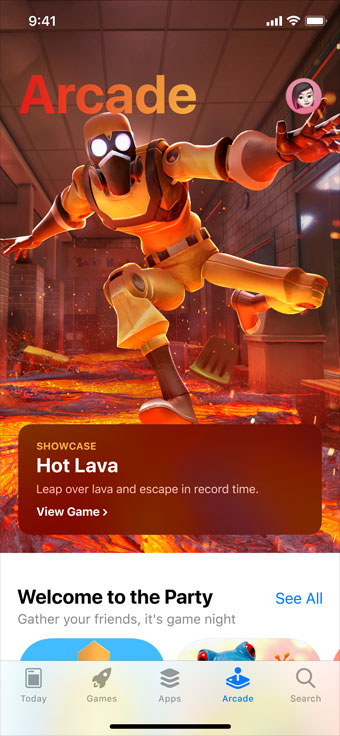 9:41
Arcade
SHOWCASE
Hot Lava
Leap over lava and escape in record time.
View Game >
Welcome to the Party
See All
Gather your friends, it's game night
Today
Games
Apps
Arcade
Search